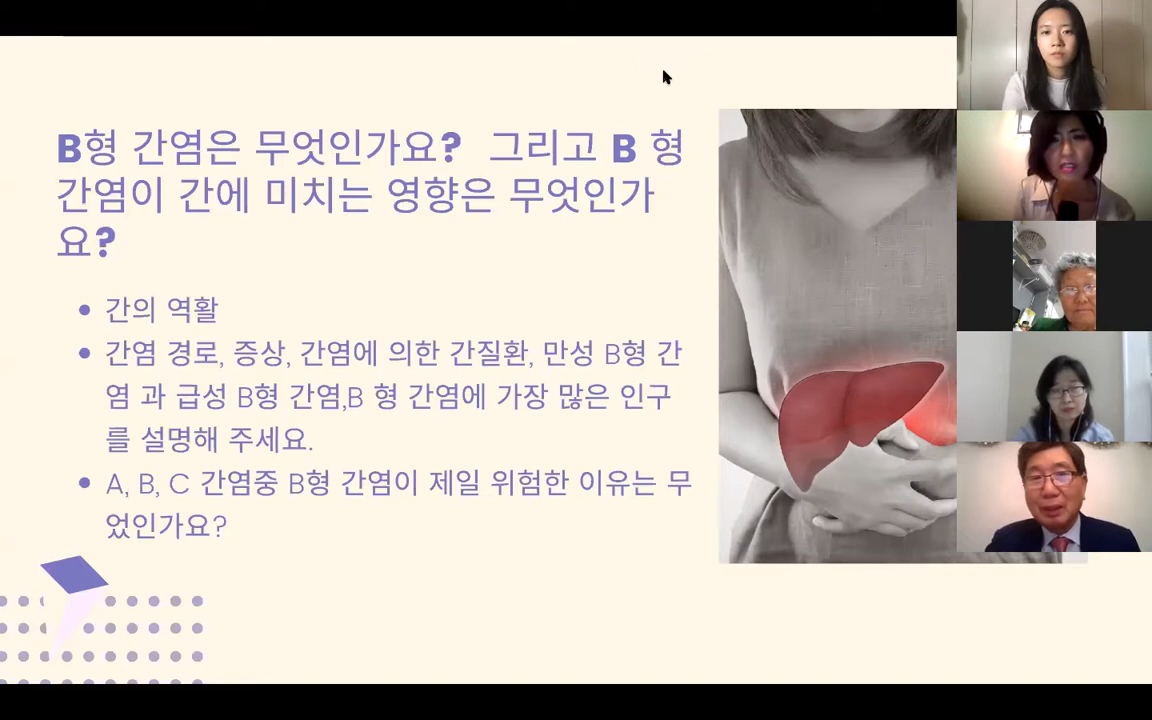 B형 간염은 무엇인가요? 그리고 B 형
간염이 간에 미치는 영향은 무엇인가
요?
• 간의 역활
• 간염 경로, 증상, 간염에 의한 간질환, 만성 B형 간
염 과 급성 B형 간염,B 형 간염에 가장 많은 인구
를 설명해 주세요.
• A, B, C 간염중 B형 간염이 제일 위험한 이유는 무
었인가요?